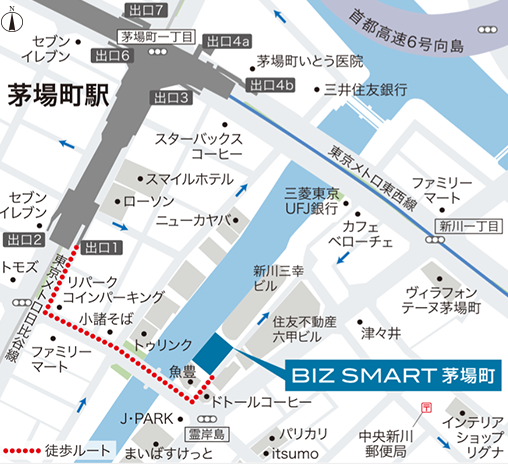 N
出口7
茅場町一丁目
セブン
イレブン
出口6
出口4a
首都高速6号向島
茅場町いとう医院
出口4b
三井住友銀行
出口3
茅場町駅
スターバックス
コーヒー
東京メトロ東西線
スマイルホテル
ローソン
三菱東京
UFJ銀行
ファミリー
マート
セブン
イレブン
ニューカヤバ
カフェ
ベローチェ
新川一丁目
出口2
出口1
トモズ
東京メトロ日比谷線
リパーク
コインパーキング
新川三幸
ビル
ヴィラフォン
テーヌ茅場町
小諸そば
住友不動産
六甲ビル
津々井
ファミリー
マート
トゥリンク
魚豊
BIZ SMART 茅場町
ドトールコーヒー
J・PARK
霊岸島
〒
パリカリ
中央新川
郵便局
インテリア
ショップ
リグナ
徒歩ルート
まいばすけっと
itsumo